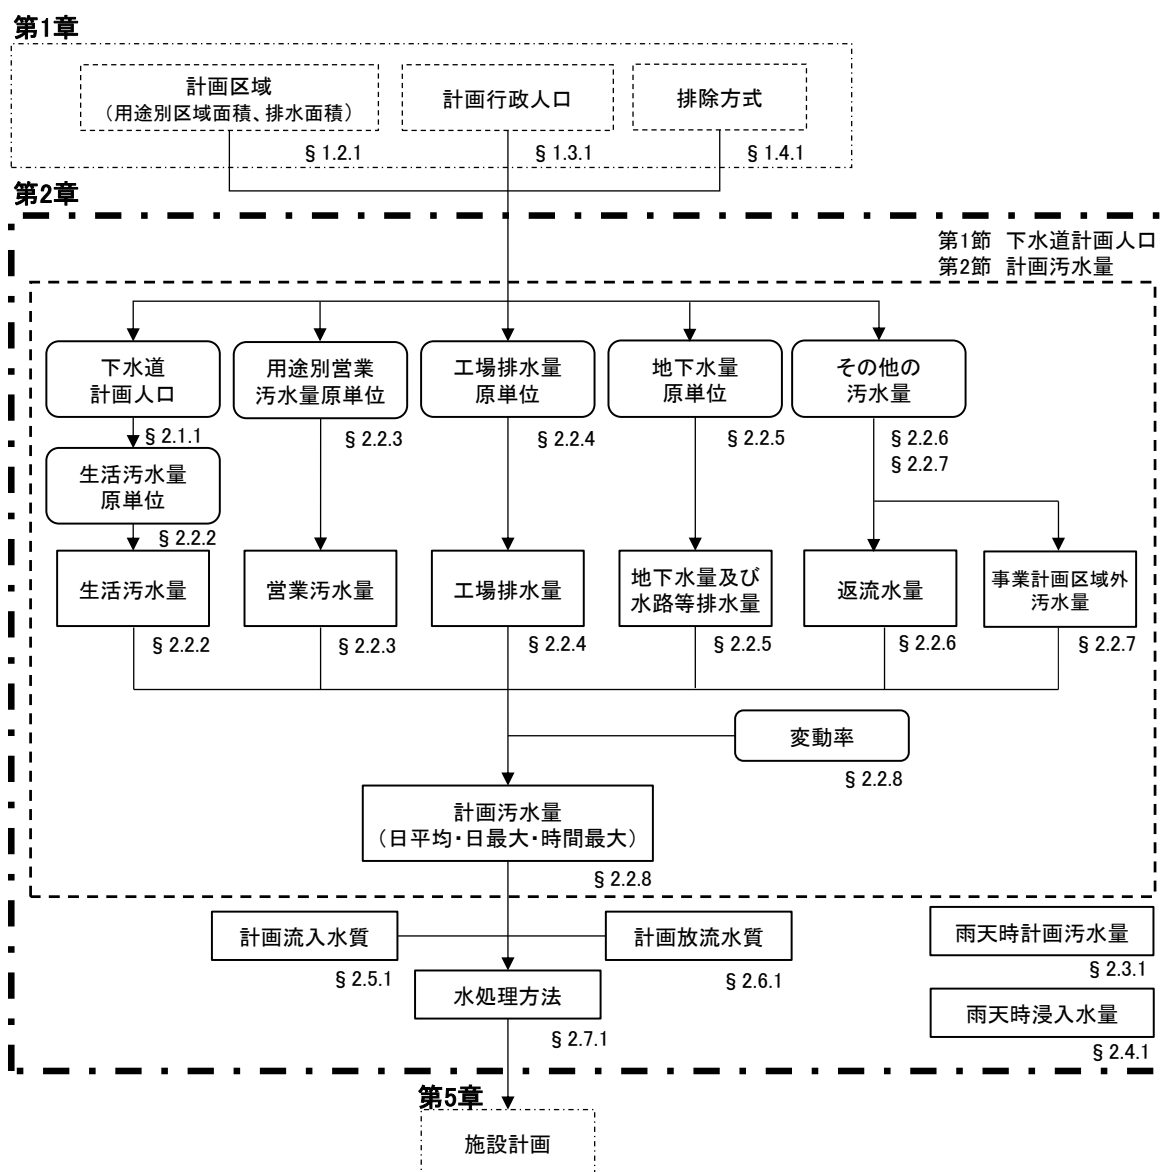 第1章
計画区域
（用途別区域面積、排水面積）
計画行政人口
排除方式
§ 1.2.1
§ 1.3.1
§ 1.4.1
第2章
第1節 下水道計画人口
第2節 計画汚水量
下水道
計画人口
用途別営業
汚水量原単位
工場排水量
原単位
地下水量
原単位
その他の
汚水量
§ 2.1.1
§ 2.2.3
§ 2.2.4
§ 2.2.5
§ 2.2.6
§ 2.2.7
生活汚水量
原単位
§ 2.2.2
生活汚水量
営業汚水量
工場排水量
地下水量及び
水路等排水量
返流水量
事業計画区域外
汚水量
§ 2.2.2
§ 2.2.3
§ 2.2.4
§ 2.2.5
§ 2.2.6
§ 2.2.7
変動率
§ 2.2.8
計画汚水量
（日平均・日最大・時間最大）
§ 2.2.8
計画流入水質
計画放流水質
雨天時計画汚水量
§ 2.5.1
§ 2.6.1
§ 2.3.1
水処理方法
雨天時浸入水量
§ 2.7.1
§ 2.4.1
第5章
施設計画